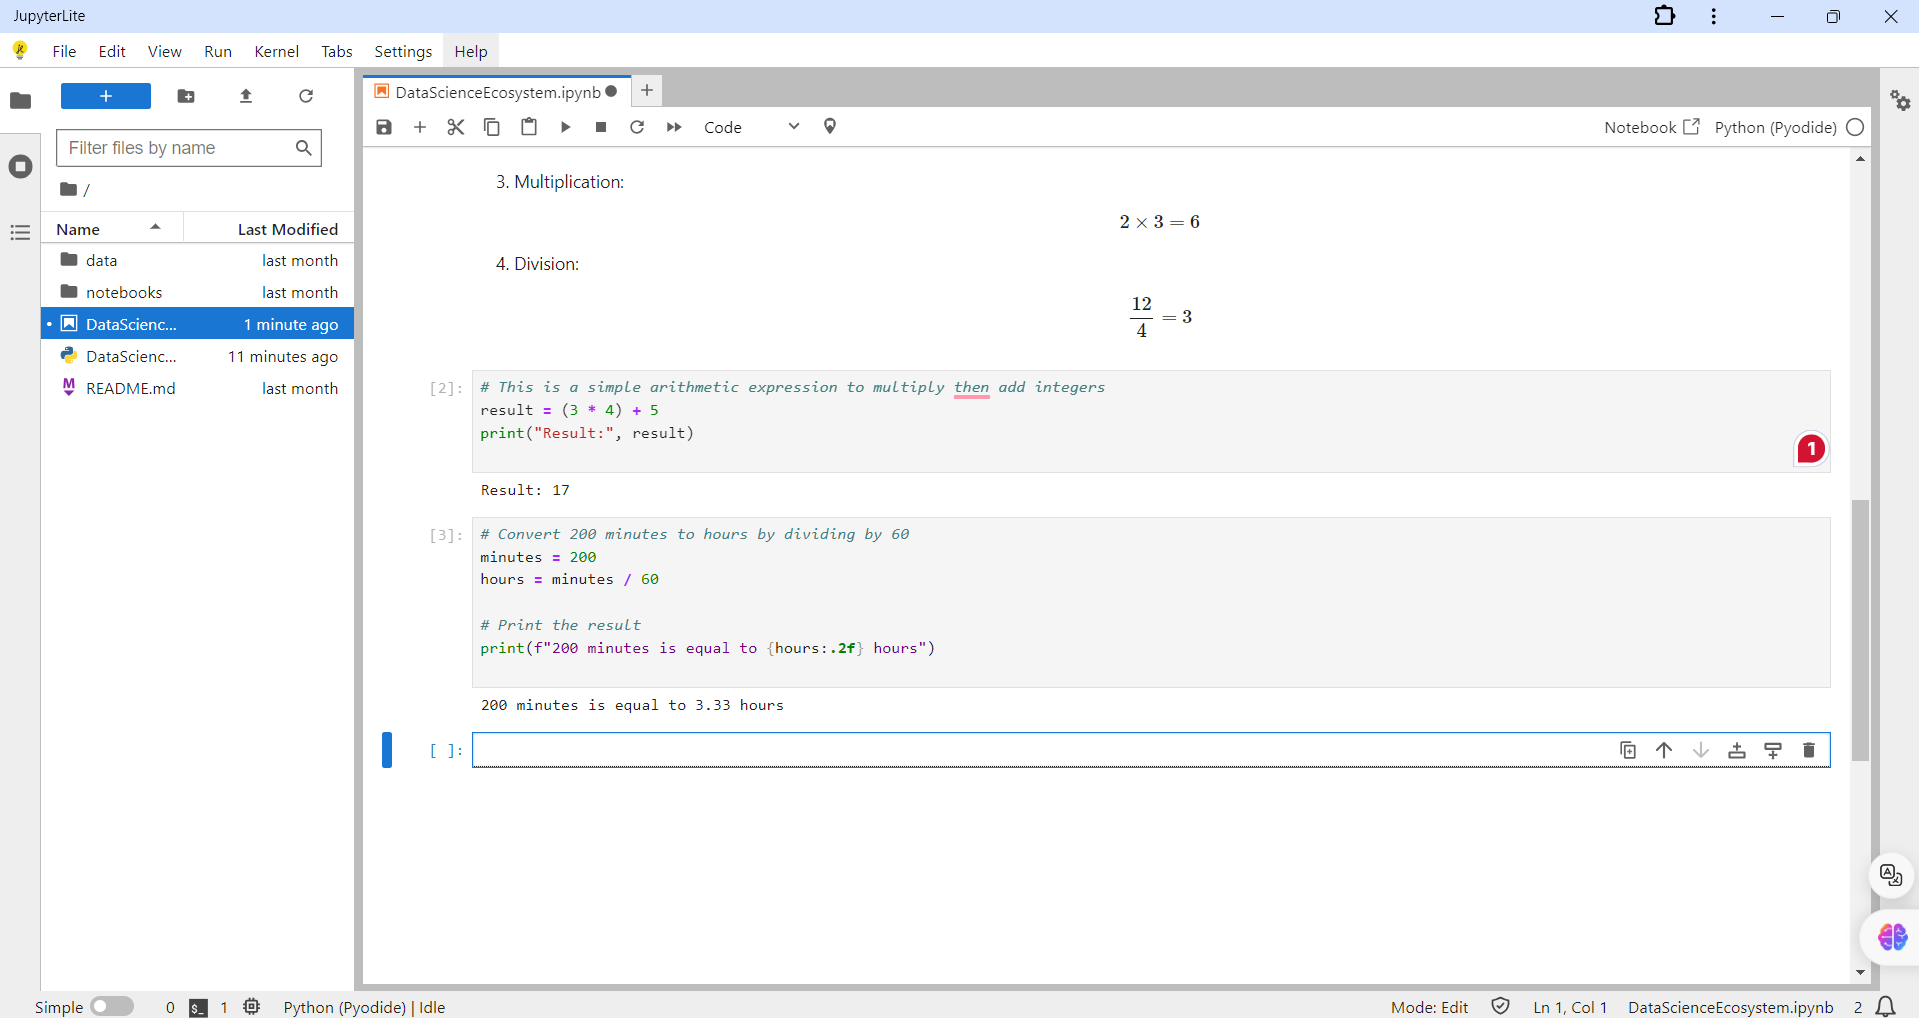 JupyterLite
File Edit View Run Kernel Tabs Settings Help
+
Filter files by name
/
Name Last Modified
data last month
notebooks last month
DataScienc... 1 minute ago
DataScienc... 11 minutes ago
README.md last month
DataScienceEcosystem.ipynb
Code
Notebook Python (Pyodide)
3. Multiplication:
2 × 3 = 6
4. Division:
12
4
= 3
[2]: # This is a simple arithmetic expression to multiply then add integers
result = (3 * 4) + 5
print("Result:", result)
1
Result: 17
[3]: # Convert 200 minutes to hours by dividing by 60
minutes = 200
hours = minutes / 60
# Print the result
print(f"200 minutes is equal to {hours:.2f} hours")
200 minutes is equal to 3.33 hours
[ ]:
Simple 0 $_ 1 Python (Pyodide) | Idle
Mode: Edit Ln 1, Col 1 DataScienceEcosystem.ipynb 2